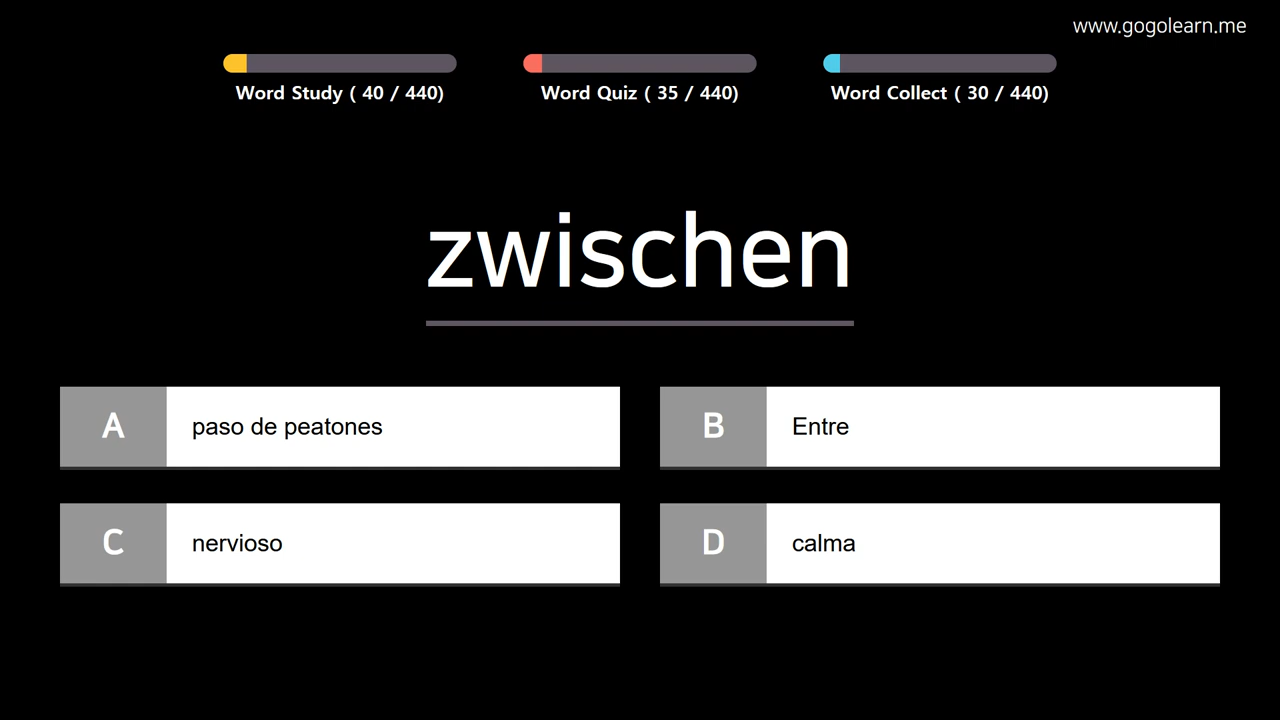 www.gogolearn.me
Word Study ( 40 / 440)
Word Quiz ( 35 / 440)
Word Collect ( 30 / 440)
zwischen
A paso de peatones
B Entre
C nervioso
D calma